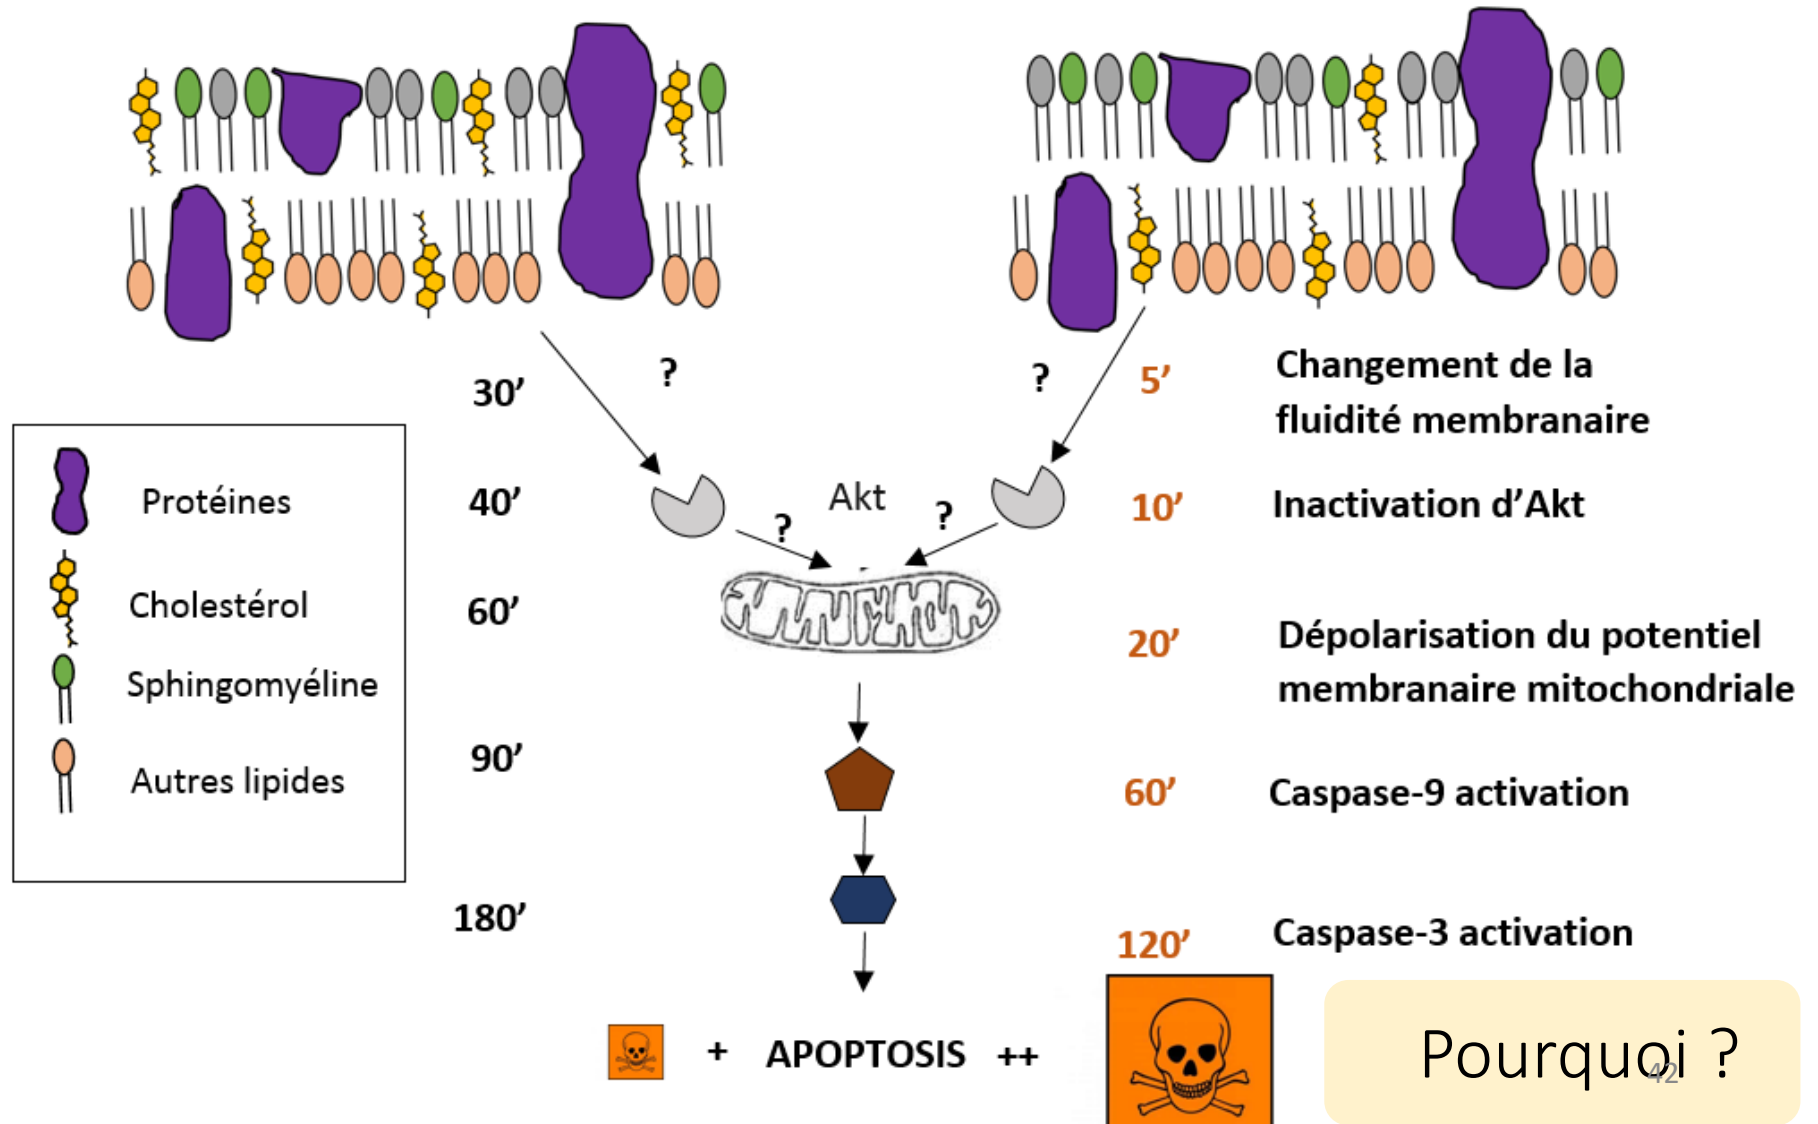 ?
?
5’
Changement de la
fluidité membranaire
30’
Protéines
Cholestérol
Sphingomyéline
Autres lipides
40’
Akt
?
?
10’
Inactivation d’Akt
60’
20’
Dépolarisation du potentiel
membranaire mitochondriale
90’
60’
Caspase-9 activation
180’
120’
Caspase-3 activation
+ APOPTOSIS ++
Pourquoi ?
42